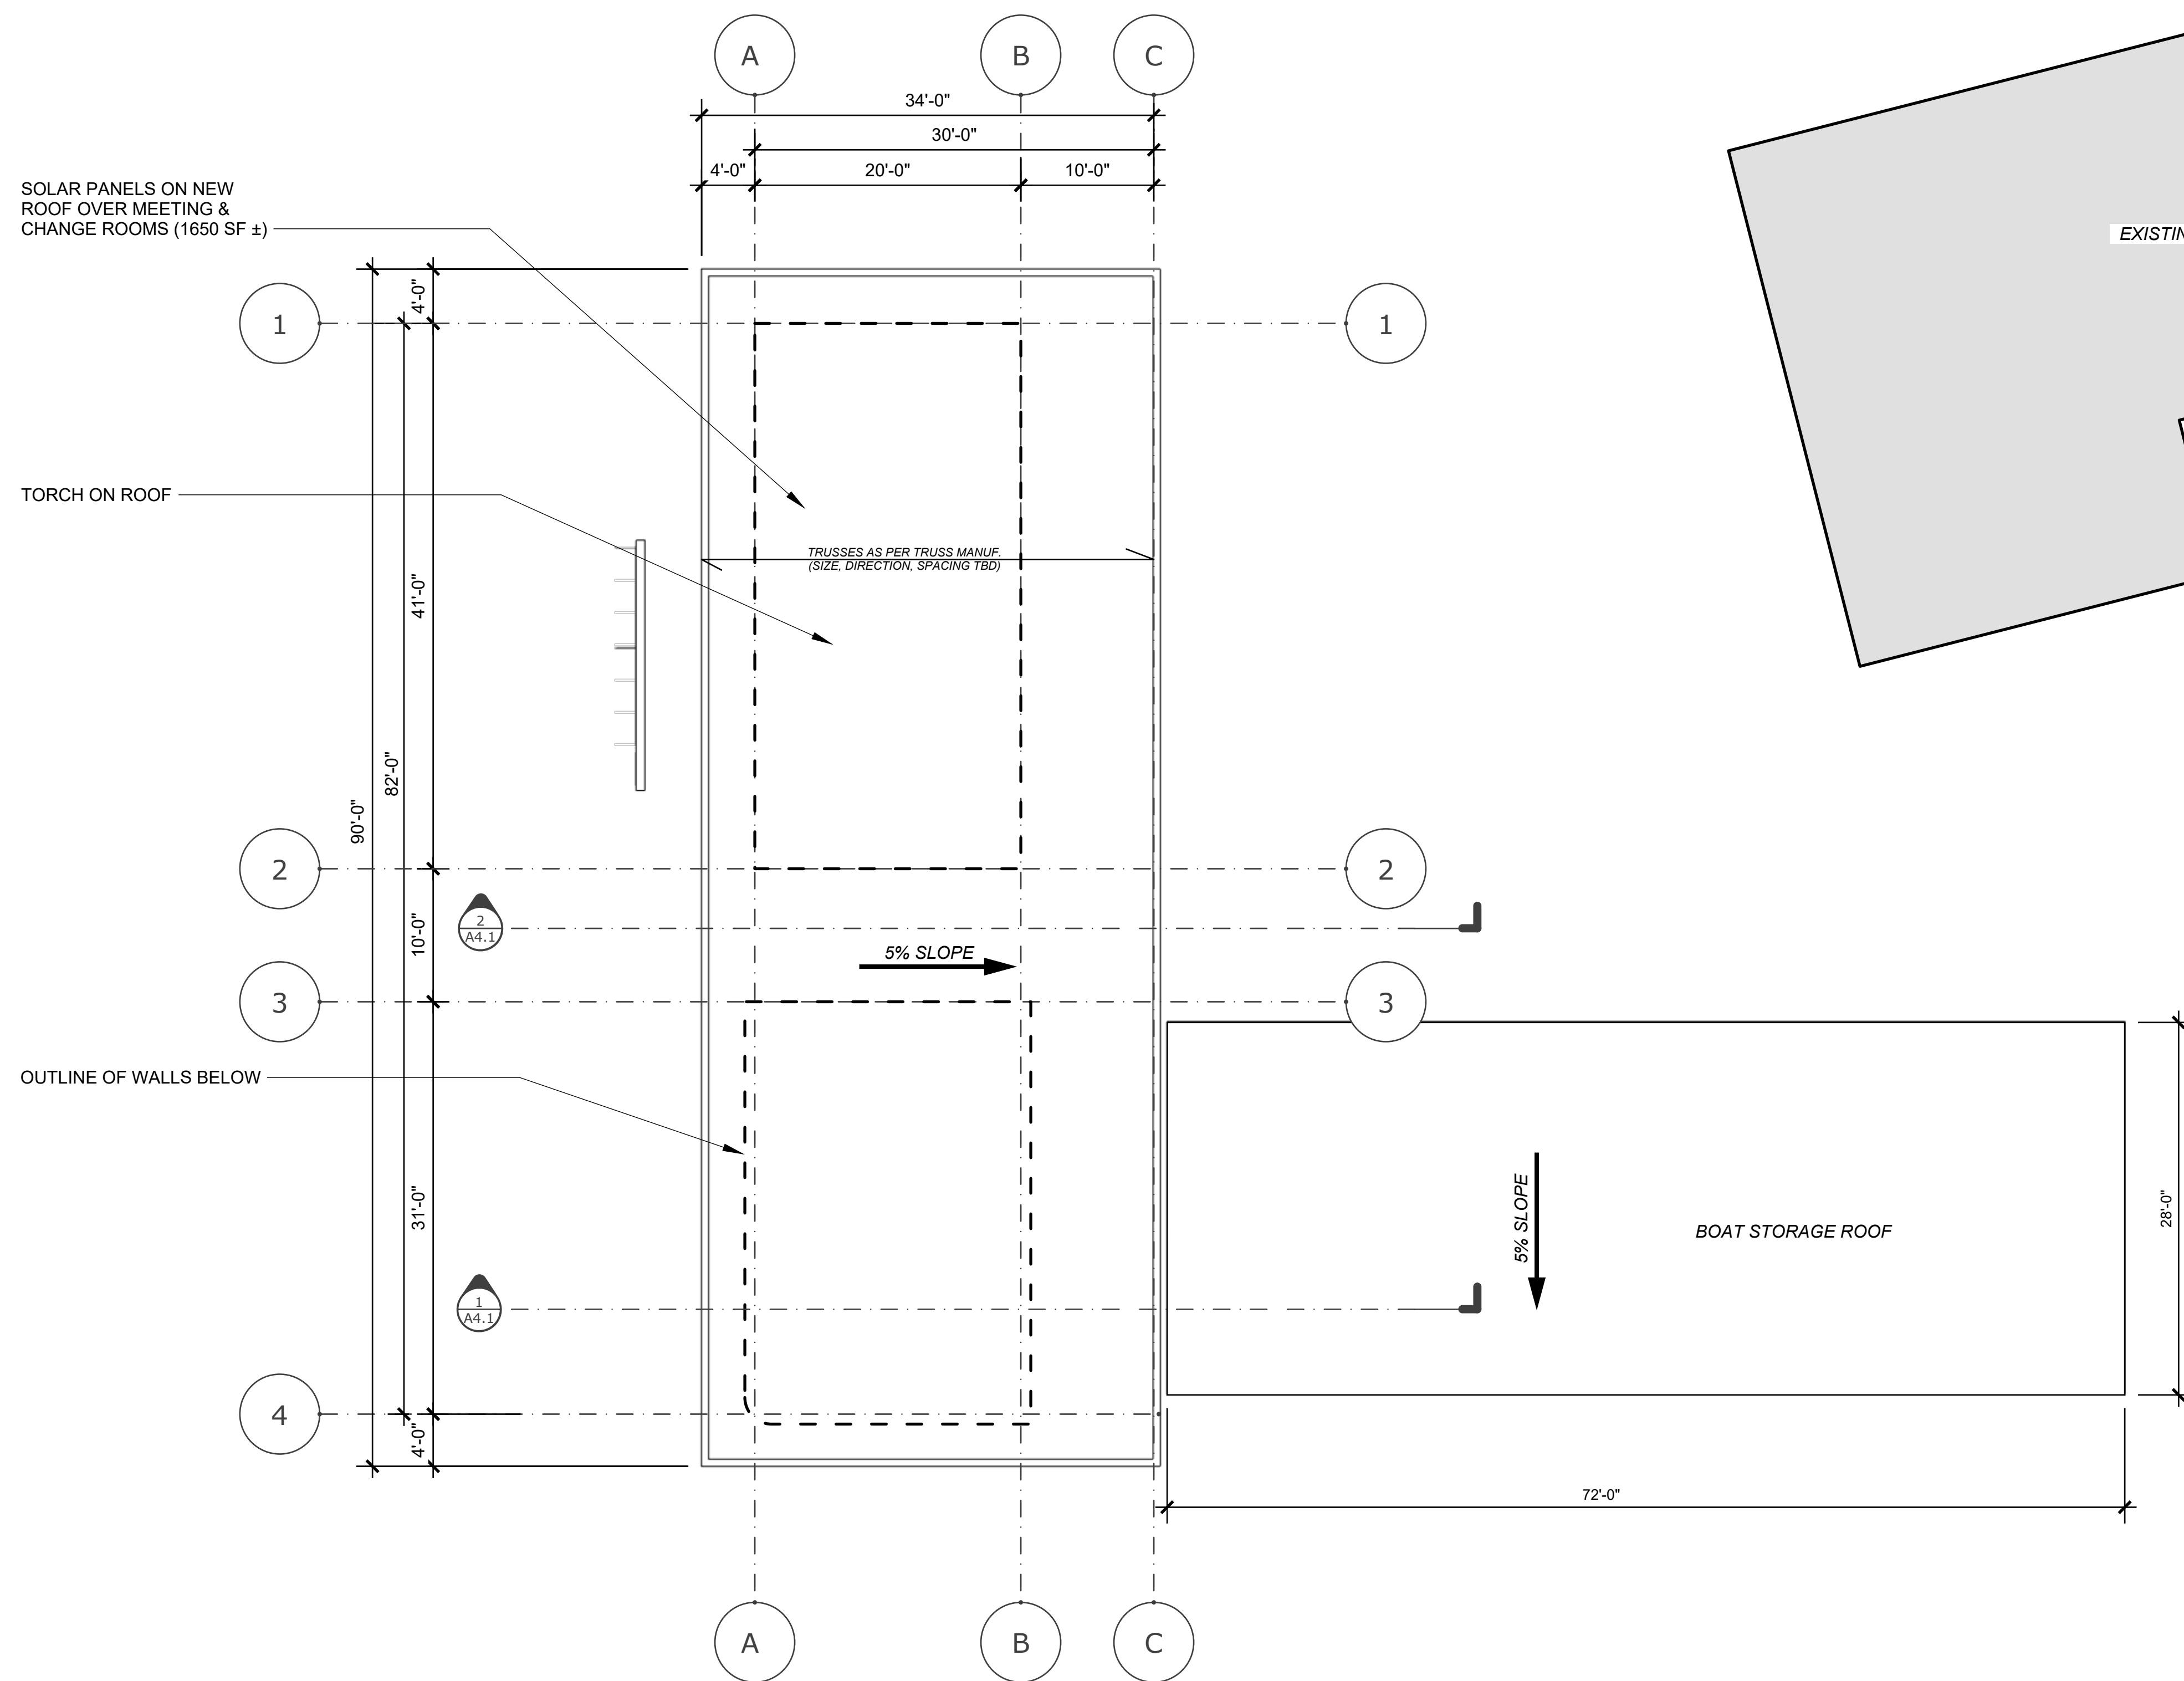 A
B
C
34'-0"
30'-0"
4'-0"
20'-0"
10'-0"
SOLAR PANELS ON NEW
ROOF OVER MEETING &
CHANGE ROOMS (1650 SF ±)
EXISTIN
4'-0"
1
1
TORCH ON ROOF
TRUSSES AS PER TRUSS MANUF.
(SIZE, DIRECTION, SPACING TBD)
41'-0"
82'-0"
90'-0"
2
2
2
A4.1
10'-0"
5% SLOPE
3
3
OUTLINE OF WALLS BELOW
31'-0"
5% SLOPE
BOAT STORAGE ROOF
28'-0"
1
A4.1
4
4'-0"
72'-0"
A
B
C